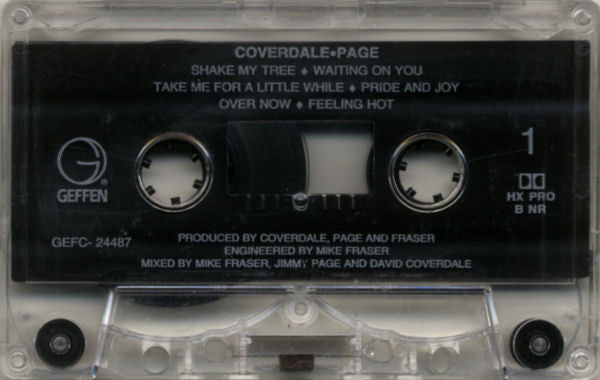 COVERDALE•PAGE
SHAKE MY TREE ♦ WAITING ON YOU
TAKE ME FOR A LITTLE WHILE ♦ PRIDE AND JOY
OVER NOW ♦ FEELING HOT
G
GEFFEN®
1
HX PRO
B NR
GEFC- 24487
PRODUCED BY COVERDALE, PAGE AND FRASER
ENGINEERED BY MIKE FRASER
MIXED BY MIKE FRASER, JIMMY PAGE AND DAVID COVERDALE